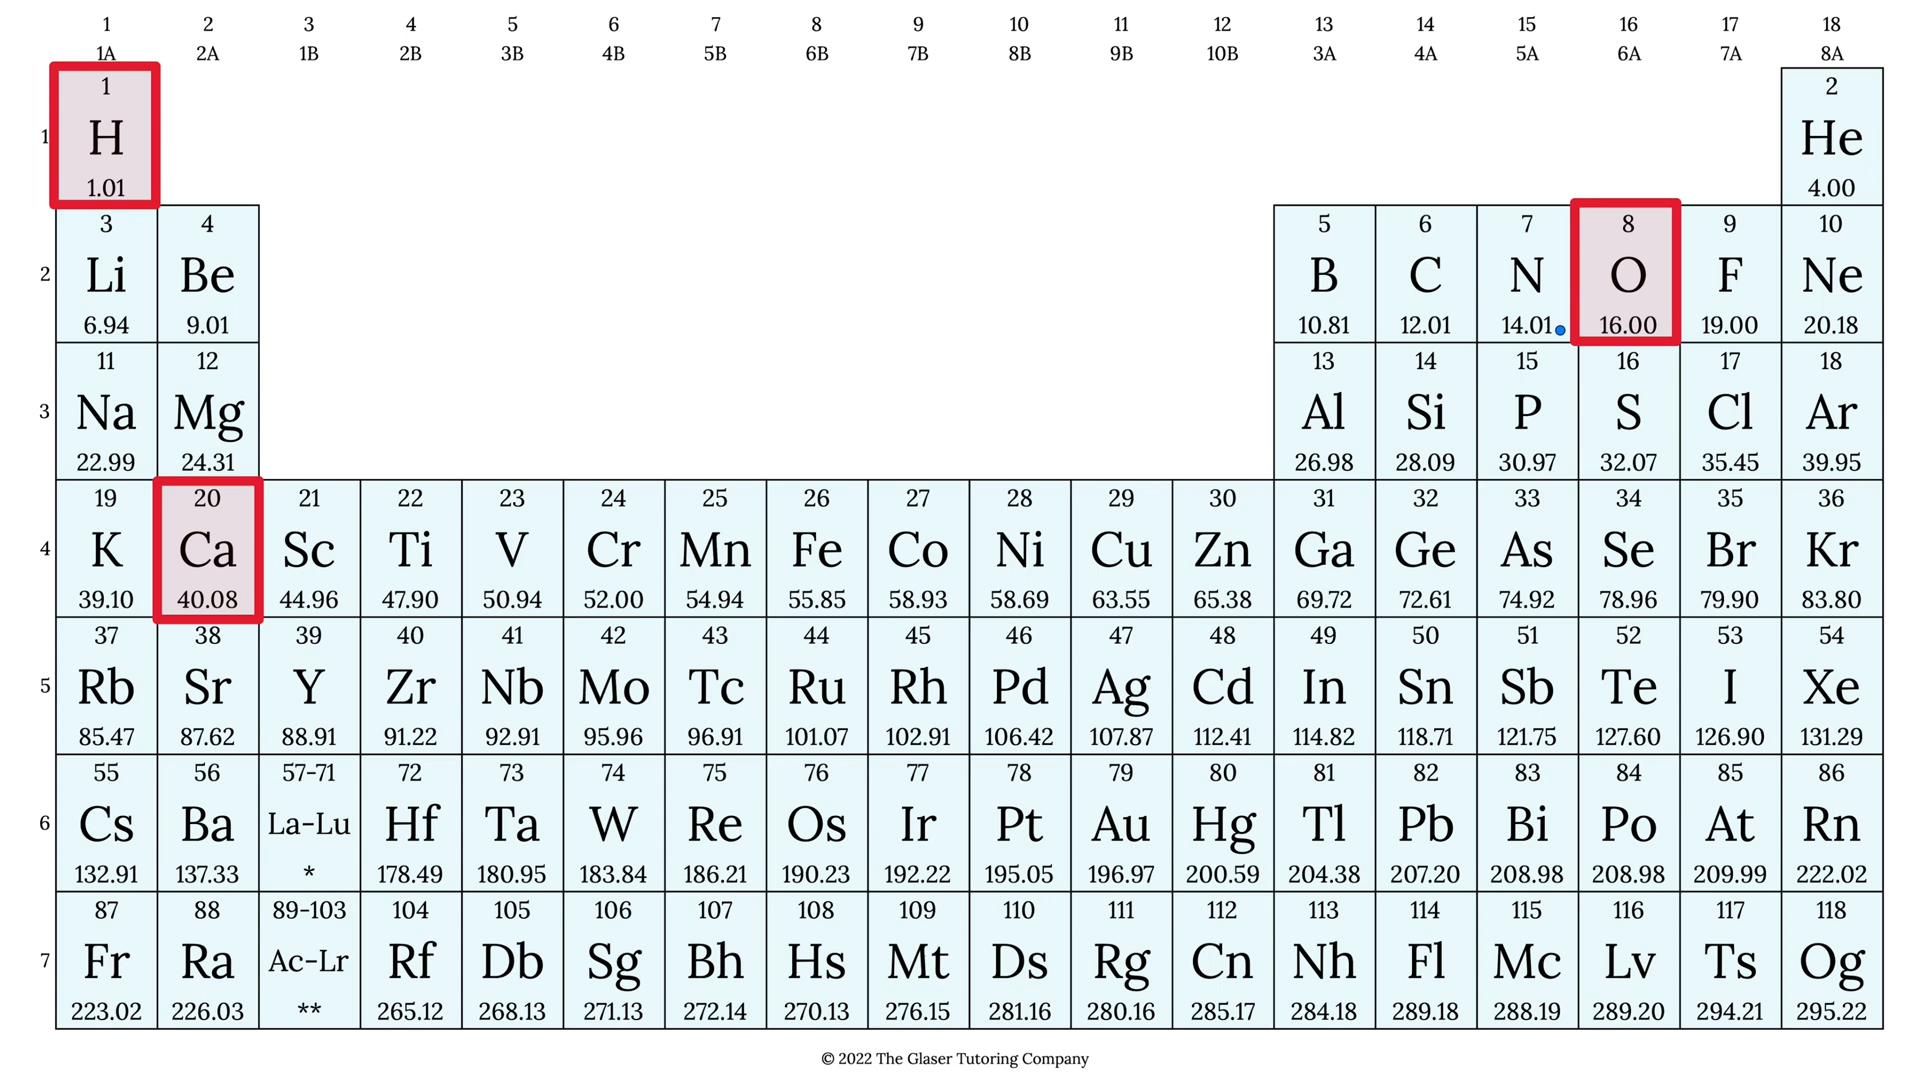 1 2 3 4 5 6 7 8 9 10 11 12 13 14 15 16 17 18
1A 2A 1B 2B 3B 4B 5B 6B 7B 8B 9B 10B 3A 4A 5A 6A 7A 8A
1 2
1 H He
1.01 4.00
3 4 5 6 7 8 9 10
2 Li Be B C N O F Ne
6.94 9.01 10.81 12.01 14.01 16.00 19.00 20.18
11 12 13 14 15 16 17 18
3 Na Mg Al Si P S Cl Ar
22.99 24.31 26.98 28.09 30.97 32.07 35.45 39.95
19 20 21 22 23 24 25 26 27 28 29 30 31 32 33 34 35 36
4 K Ca Sc Ti V Cr Mn Fe Co Ni Cu Zn Ga Ge As Se Br Kr
39.10 40.08 44.96 47.90 50.94 52.00 54.94 55.85 58.93 58.69 63.55 65.38 69.72 72.61 74.92 78.96 79.90 83.80
37 38 39 40 41 42 43 44 45 46 47 48 49 50 51 52 53 54
5 Rb Sr Y Zr Nb Mo Tc Ru Rh Pd Ag Cd In Sn Sb Te I Xe
85.47 87.62 88.91 91.22 92.91 95.96 96.91 101.07 102.91 106.42 107.87 112.41 114.82 118.71 121.75 127.60 126.90 131.29
55 56 57-71 72 73 74 75 76 77 78 79 80 81 82 83 84 85 86
6 Cs Ba La-Lu Hf Ta W Re Os Ir Pt Au Hg Tl Pb Bi Po At Rn
132.91 137.33 * 178.49 180.95 183.84 186.21 190.23 192.22 195.05 196.97 200.59 204.38 207.20 208.98 208.98 209.99 222.02
87 88 89-103 104 105 106 107 108 109 110 111 112 113 114 115 116 117 118
7 Fr Ra Ac-Lr Rf Db Sg Bh Hs Mt Ds Rg Cn Nh Fl Mc Lv Ts Og
223.02 226.03 ** 265.12 268.13 271.13 272.14 270.13 276.15 281.16 280.16 285.17 284.18 289.18 288.19 289.20 294.21 295.22
© 2022 The Glaser Tutoring Company